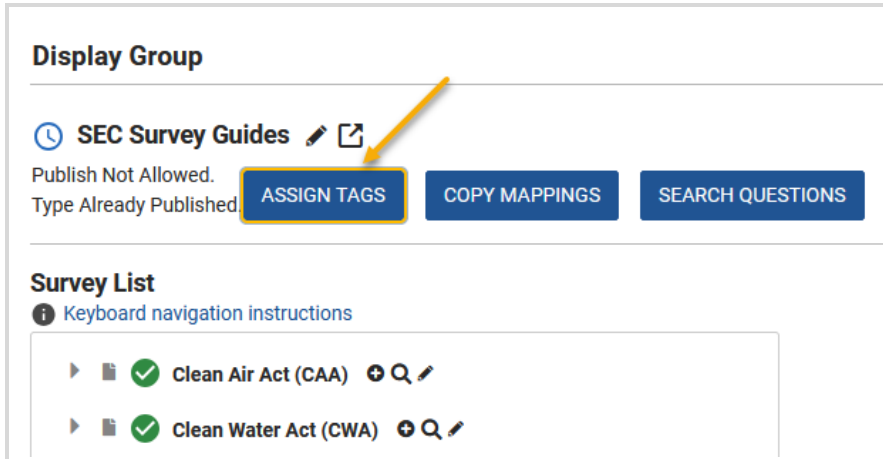 Display Group
SEC Survey Guides
Publish Not Allowed.
Type Already Published.
ASSIGN TAGS
COPY MAPPINGS
SEARCH QUESTIONS
Survey List
Keyboard navigation instructions
Clean Air Act (CAA)
Clean Water Act (CWA)